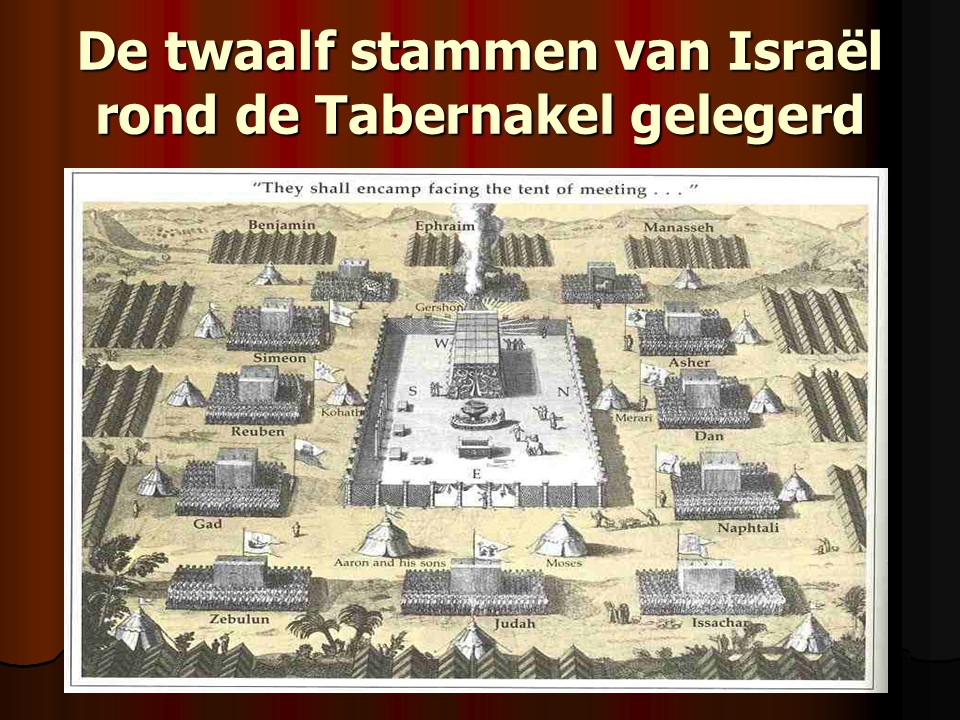 De twaalf stammen van Israël
rond de Tabernakel gelegerd
“They shall encamp facing the tent of meeting . . . ”
Benjamin Ephraim Manasseh
Gershon
W
Simeon Asher
S N
Kohath Merari
Reuben Dan
E
Gad Naphtali
Aaron and his sons Moses
Zebulun Judah Issachar